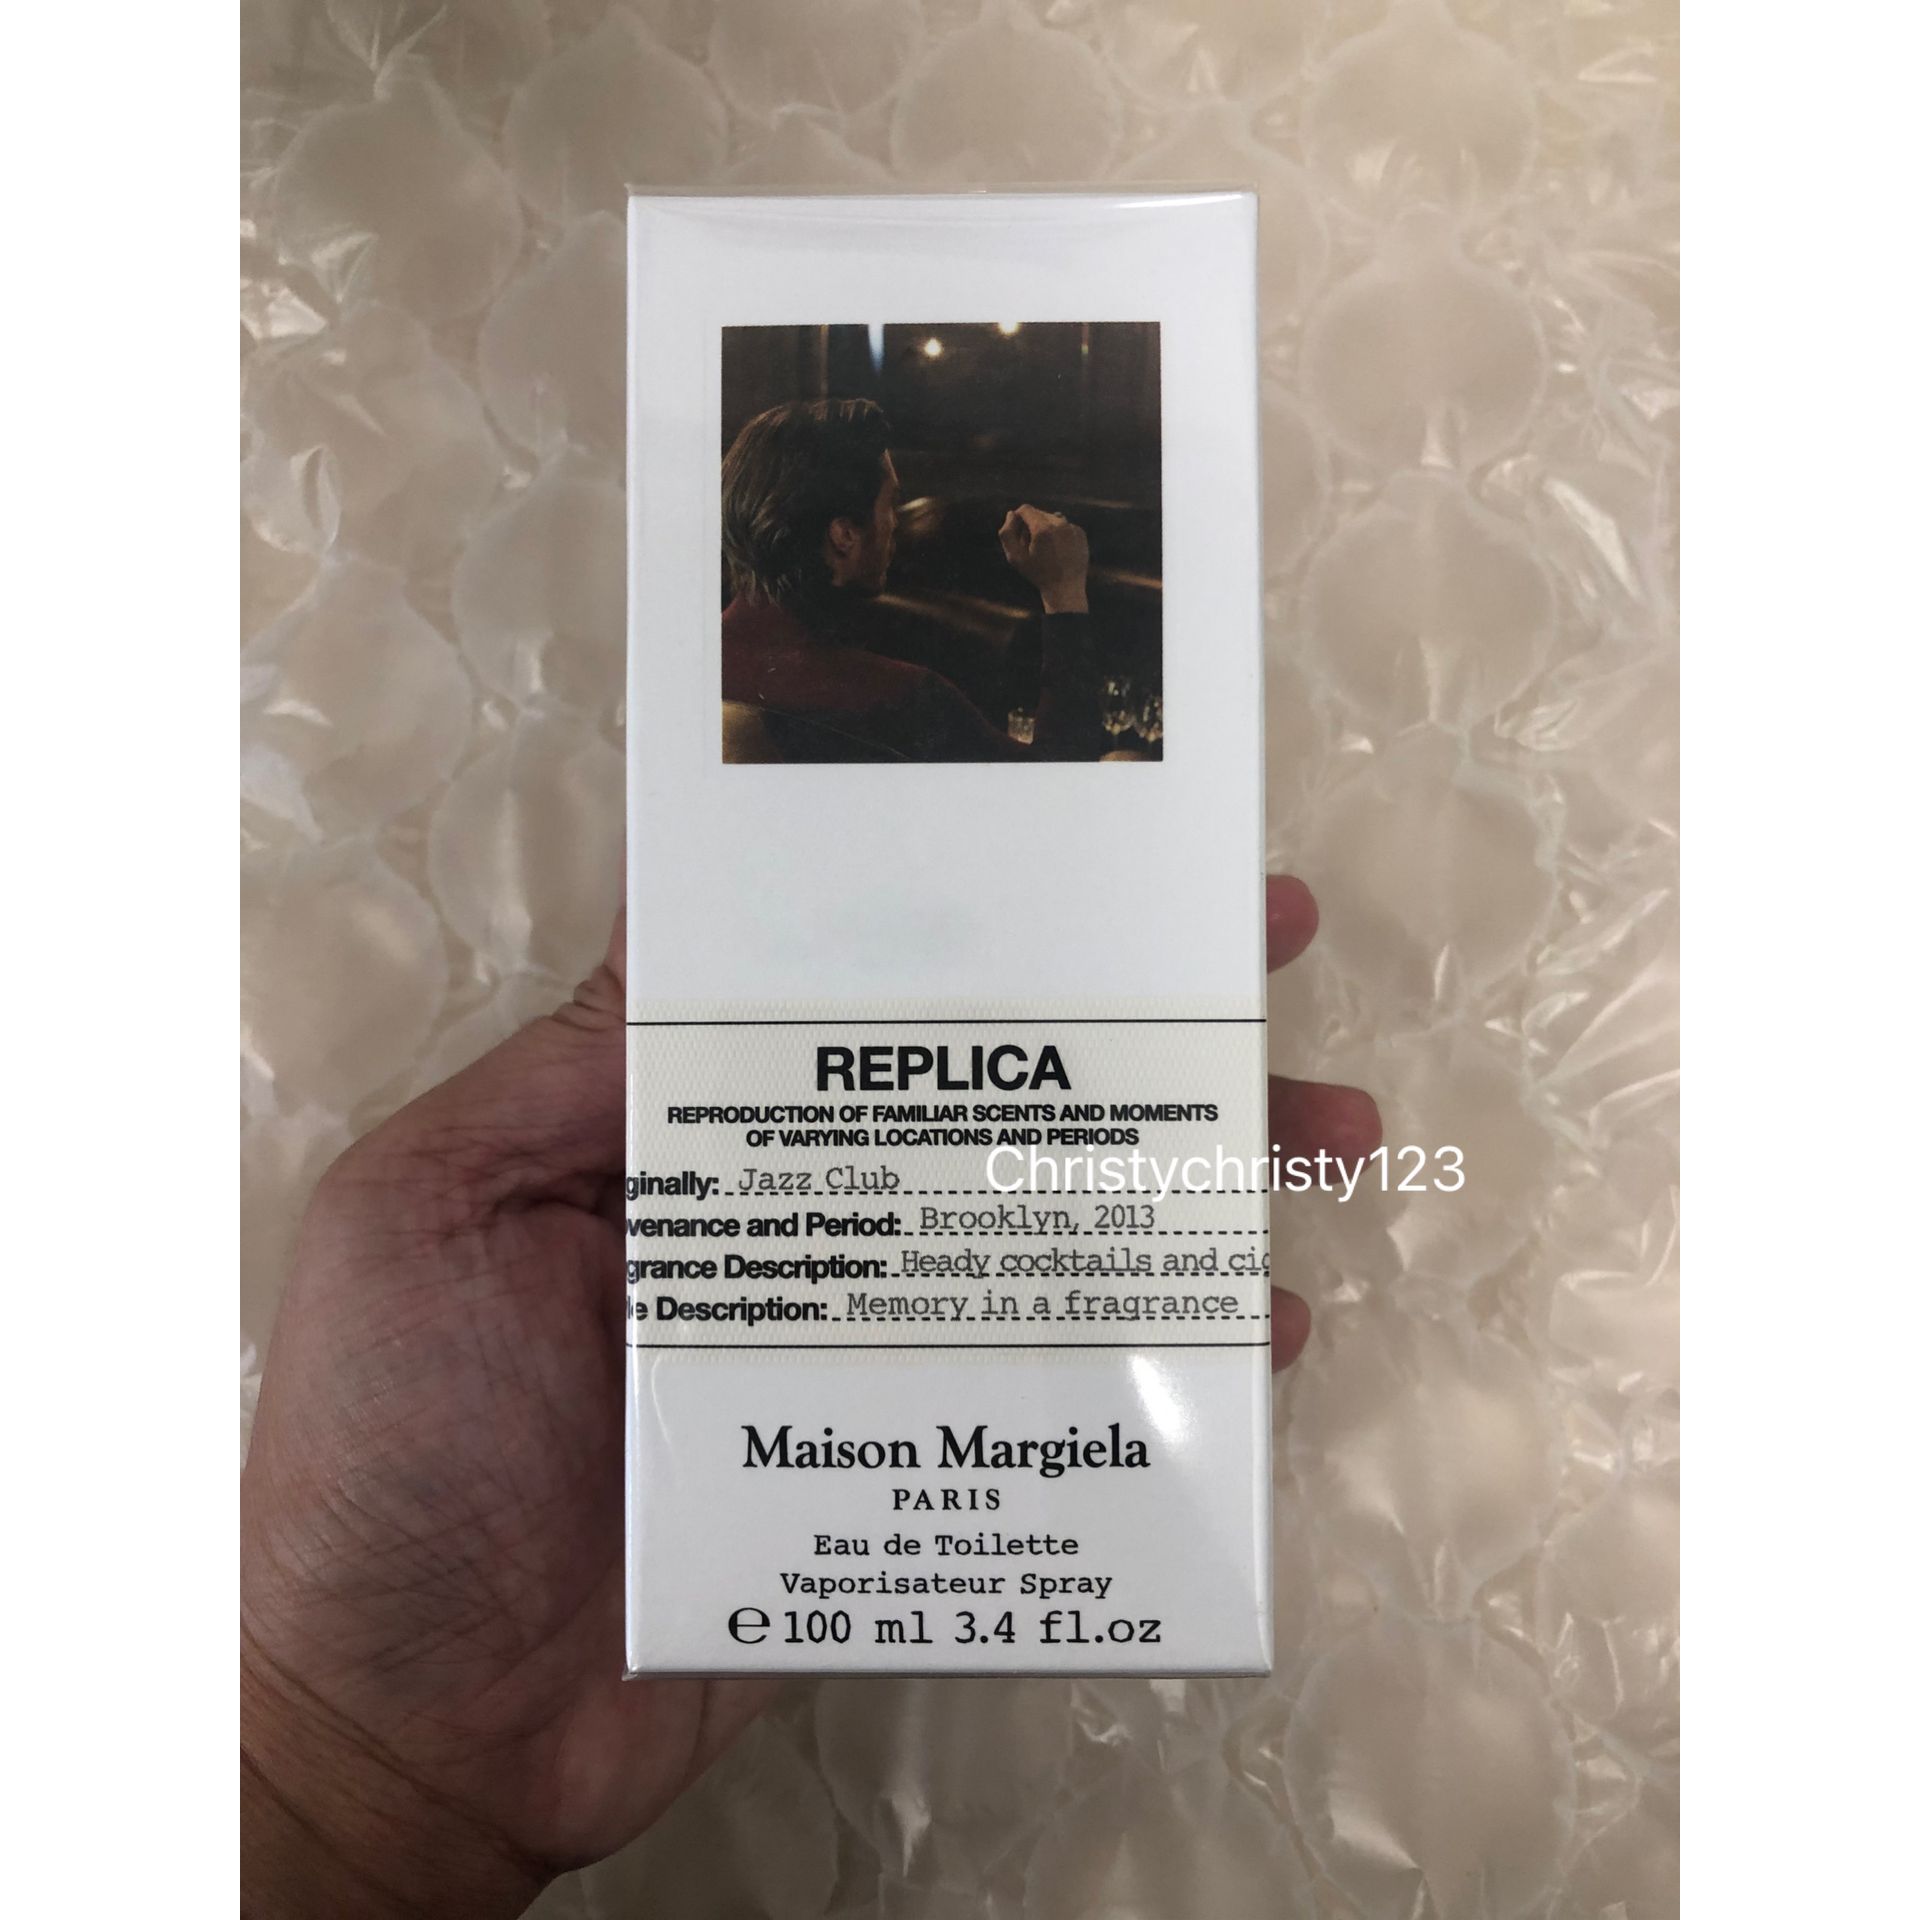 REPLICA
REPRODUCTION OF FAMILIAR SCENTS AND MOMENTS
OF VARYING LOCATIONS AND PERIODS
Christychristy123
ginally: Jazz Club
venance and Period: Brooklyn, 2013
grance Description: Heady cocktails and cig
le Description: Memory in a fragrance
Maison Margiela
PARIS
Eau de Toilette
Vaporisateur Spray
℮ 100 ml 3.4 fl.oz